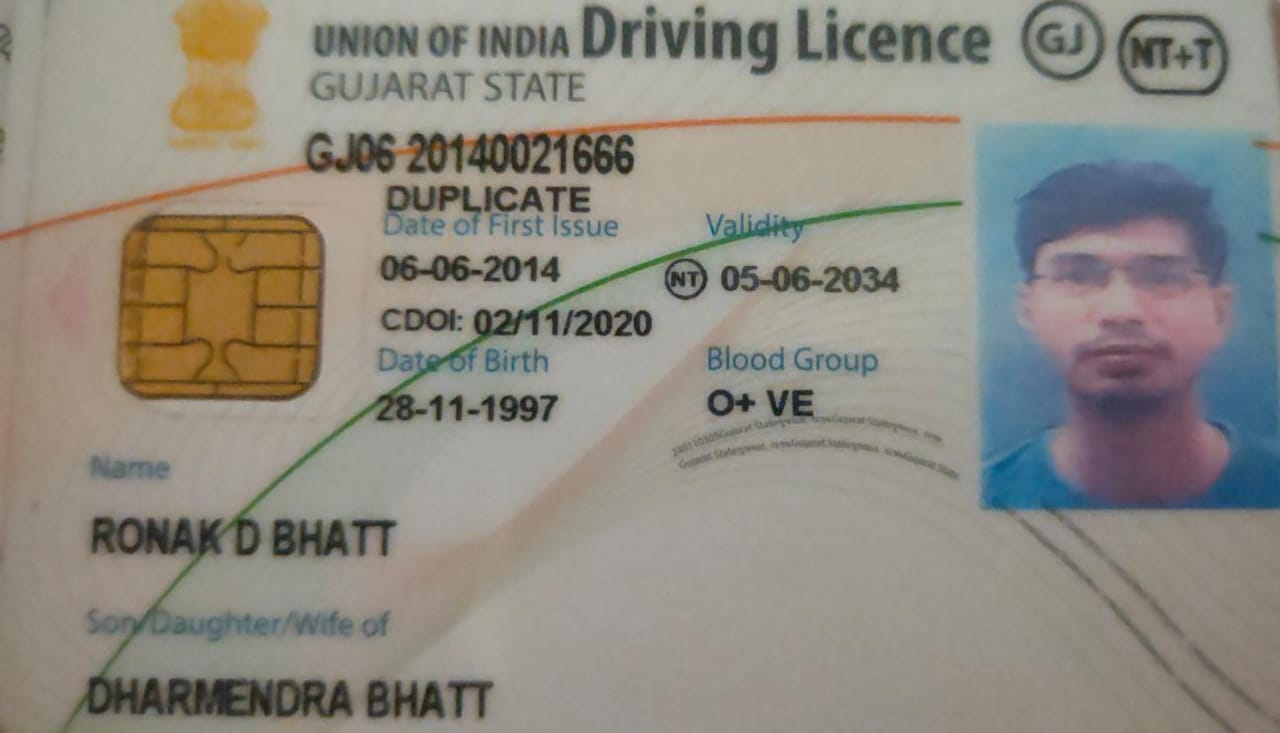 UNION OF INDIA Driving Licence GJ NT+T
GUJARAT STATE
GJ06 20140021666
DUPLICATE
Date of First Issue Validity
06-06-2014 NT 05-06-2034
CDOI: 02/11/2020
Date of Birth Blood Group
28-11-1997 O+ VE
Name
RONAK D BHATT
Son/Daughter/Wife of
DHARMENDRA BHATT